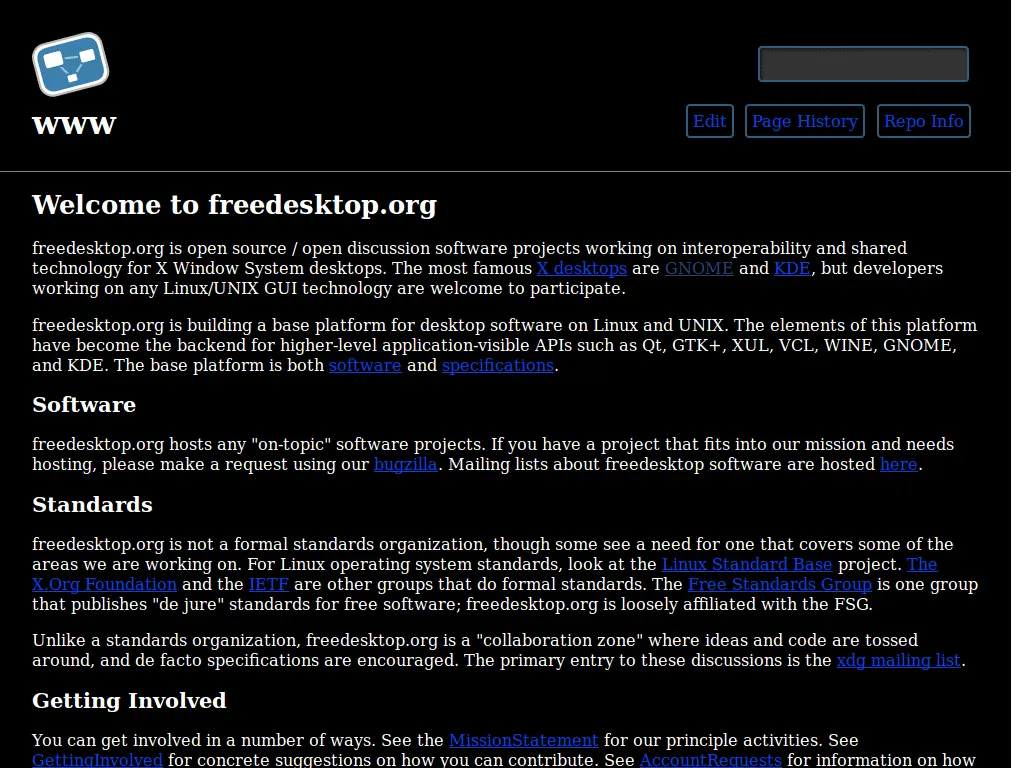 www
Edit Page History Repo Info
Welcome to freedesktop.org
freedesktop.org is open source / open discussion software projects working on interoperability and shared
technology for X Window System desktops. The most famous X desktops are GNOME and KDE, but developers
working on any Linux/UNIX GUI technology are welcome to participate.
freedesktop.org is building a base platform for desktop software on Linux and UNIX. The elements of this platform
have become the backend for higher-level application-visible APIs such as Qt, GTK+, XUL, VCL, WINE, GNOME,
and KDE. The base platform is both software and specifications.
Software
freedesktop.org hosts any "on-topic" software projects. If you have a project that fits into our mission and needs
hosting, please make a request using our bugzilla. Mailing lists about freedesktop software are hosted here.
Standards
freedesktop.org is not a formal standards organization, though some see a need for one that covers some of the
areas we are working on. For Linux operating system standards, look at the Linux Standard Base project. The
X.Org Foundation and the IETF are other groups that do formal standards. The Free Standards Group is one group
that publishes "de jure" standards for free software; freedesktop.org is loosely affiliated with the FSG.
Unlike a standards organization, freedesktop.org is a "collaboration zone" where ideas and code are tossed
around, and de facto specifications are encouraged. The primary entry to these discussions is the xdg mailing list.
Getting Involved
You can get involved in a number of ways. See the MissionStatement for our principle activities. See
GettingInvolved for concrete suggestions on how you can contribute. See AccountRequests for information on how